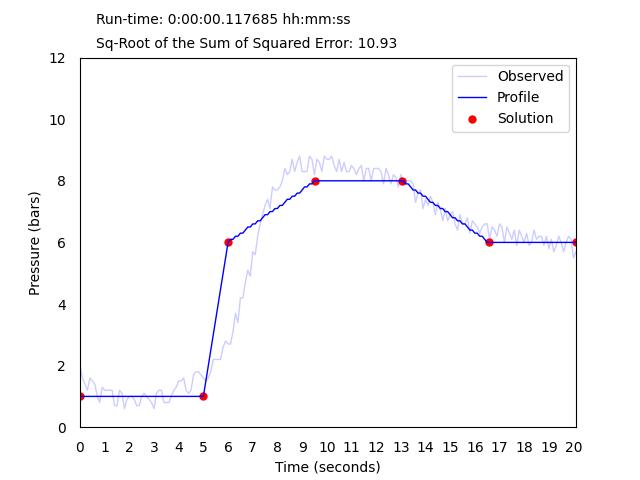 Run-time: 0:00:00.117685 hh:mm:ss
Sq-Root of the Sum of Squared Error: 10.93
12
10
8
6
4
2
0
Pressure (bars)
Observed
Profile
Solution
0 1 2 3 4 5 6 7 8 9 10 11 12 13 14 15 16 17 18 19 20
Time (seconds)